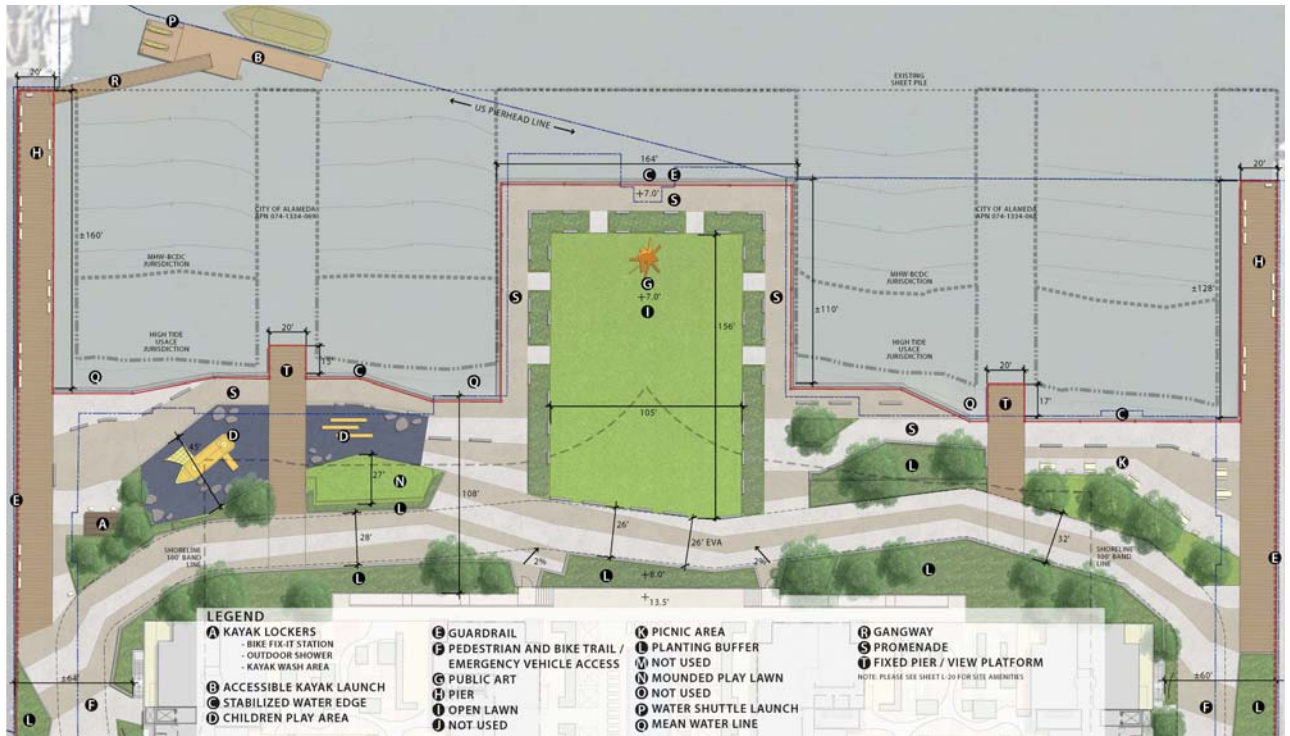 P
B
20'
R
EXISTING
SHEET PILE
US PIERHEAD LINE
164'
C E
20'
H
+7.0'
S
CITY OF ALAMEDA
APN 074-1334-069
CITY OF ALAMEDA
±160'
H
G
MHW-BCDC
JURISDICTION
MHW-BCDC
JURISDICTION
±128'
S
+7.0'
S
I
±110'
156'
20'
HIGH TIDE
USACE
JURISDICTION
HIGH TIDE
USACE
JURISDICTION
15'
T
C
Q
Q
20'
17'
Q
T
C
S
105'
S
45'
D
D
L
K
27'
N
108'
E
L
A
26'
28'
26' EVA
32'
SHORELINE
100' BAND
LINE
SHORELINE
100' BAND
LINE
E
2%
2%
L
L
+8.0'
L
+13.5'
±64'
F
L
±60'
F
L
LEGEND
A KAYAK LOCKERS
- BIKE FIX-IT STATION
- OUTDOOR SHOWER
- KAYAK WASH AREA
B ACCESSIBLE KAYAK LAUNCH
C STABILIZED WATER EDGE
D CHILDREN PLAY AREA
E GUARDRAIL
F PEDESTRIAN AND BIKE TRAIL /
EMERGENCY VEHICLE ACCESS
G PUBLIC ART
H PIER
I OPEN LAWN
J NOT USED
K PICNIC AREA
L PLANTING BUFFER
M NOT USED
N MOUNDED PLAY LAWN
O NOT USED
P WATER SHUTTLE LAUNCH
Q MEAN WATER LINE
R GANGWAY
S PROMENADE
T FIXED PIER / VIEW PLATFORM
NOTE: PLEASE SEE SHEET L-20 FOR SITE AMENITIES